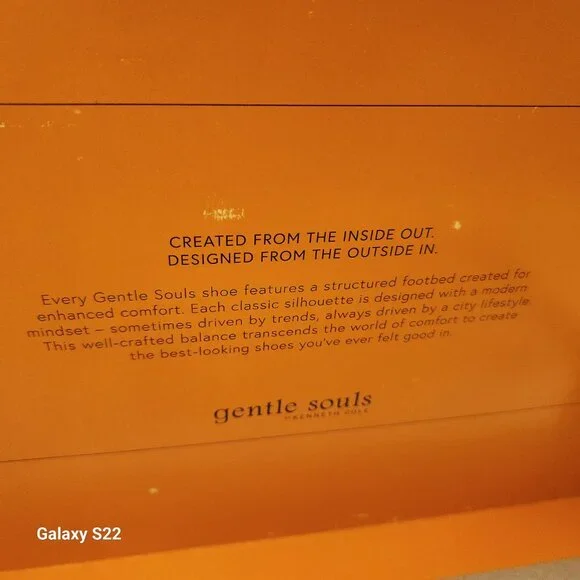 CREATED FROM THE INSIDE OUT.
DESIGNED FROM THE OUTSIDE IN.
Every Gentle Souls shoe features a structured footbed created for
enhanced comfort. Each classic silhouette is designed with a modern
mindset – sometimes driven by trends, always driven by a city lifestyle.
This well-crafted balance transcends the world of comfort to create
the best-looking shoes you've ever felt good in.
gentle souls
BY KENNETH COLE
Galaxy S22